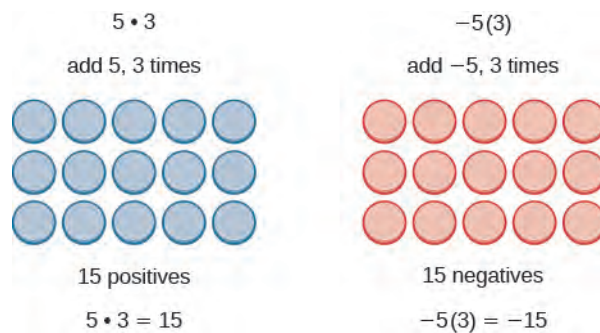 5 • 3
add 5, 3 times
15 positives
5 • 3 = 15
−5(3)
add −5, 3 times
15 negatives
−5(3) = −15